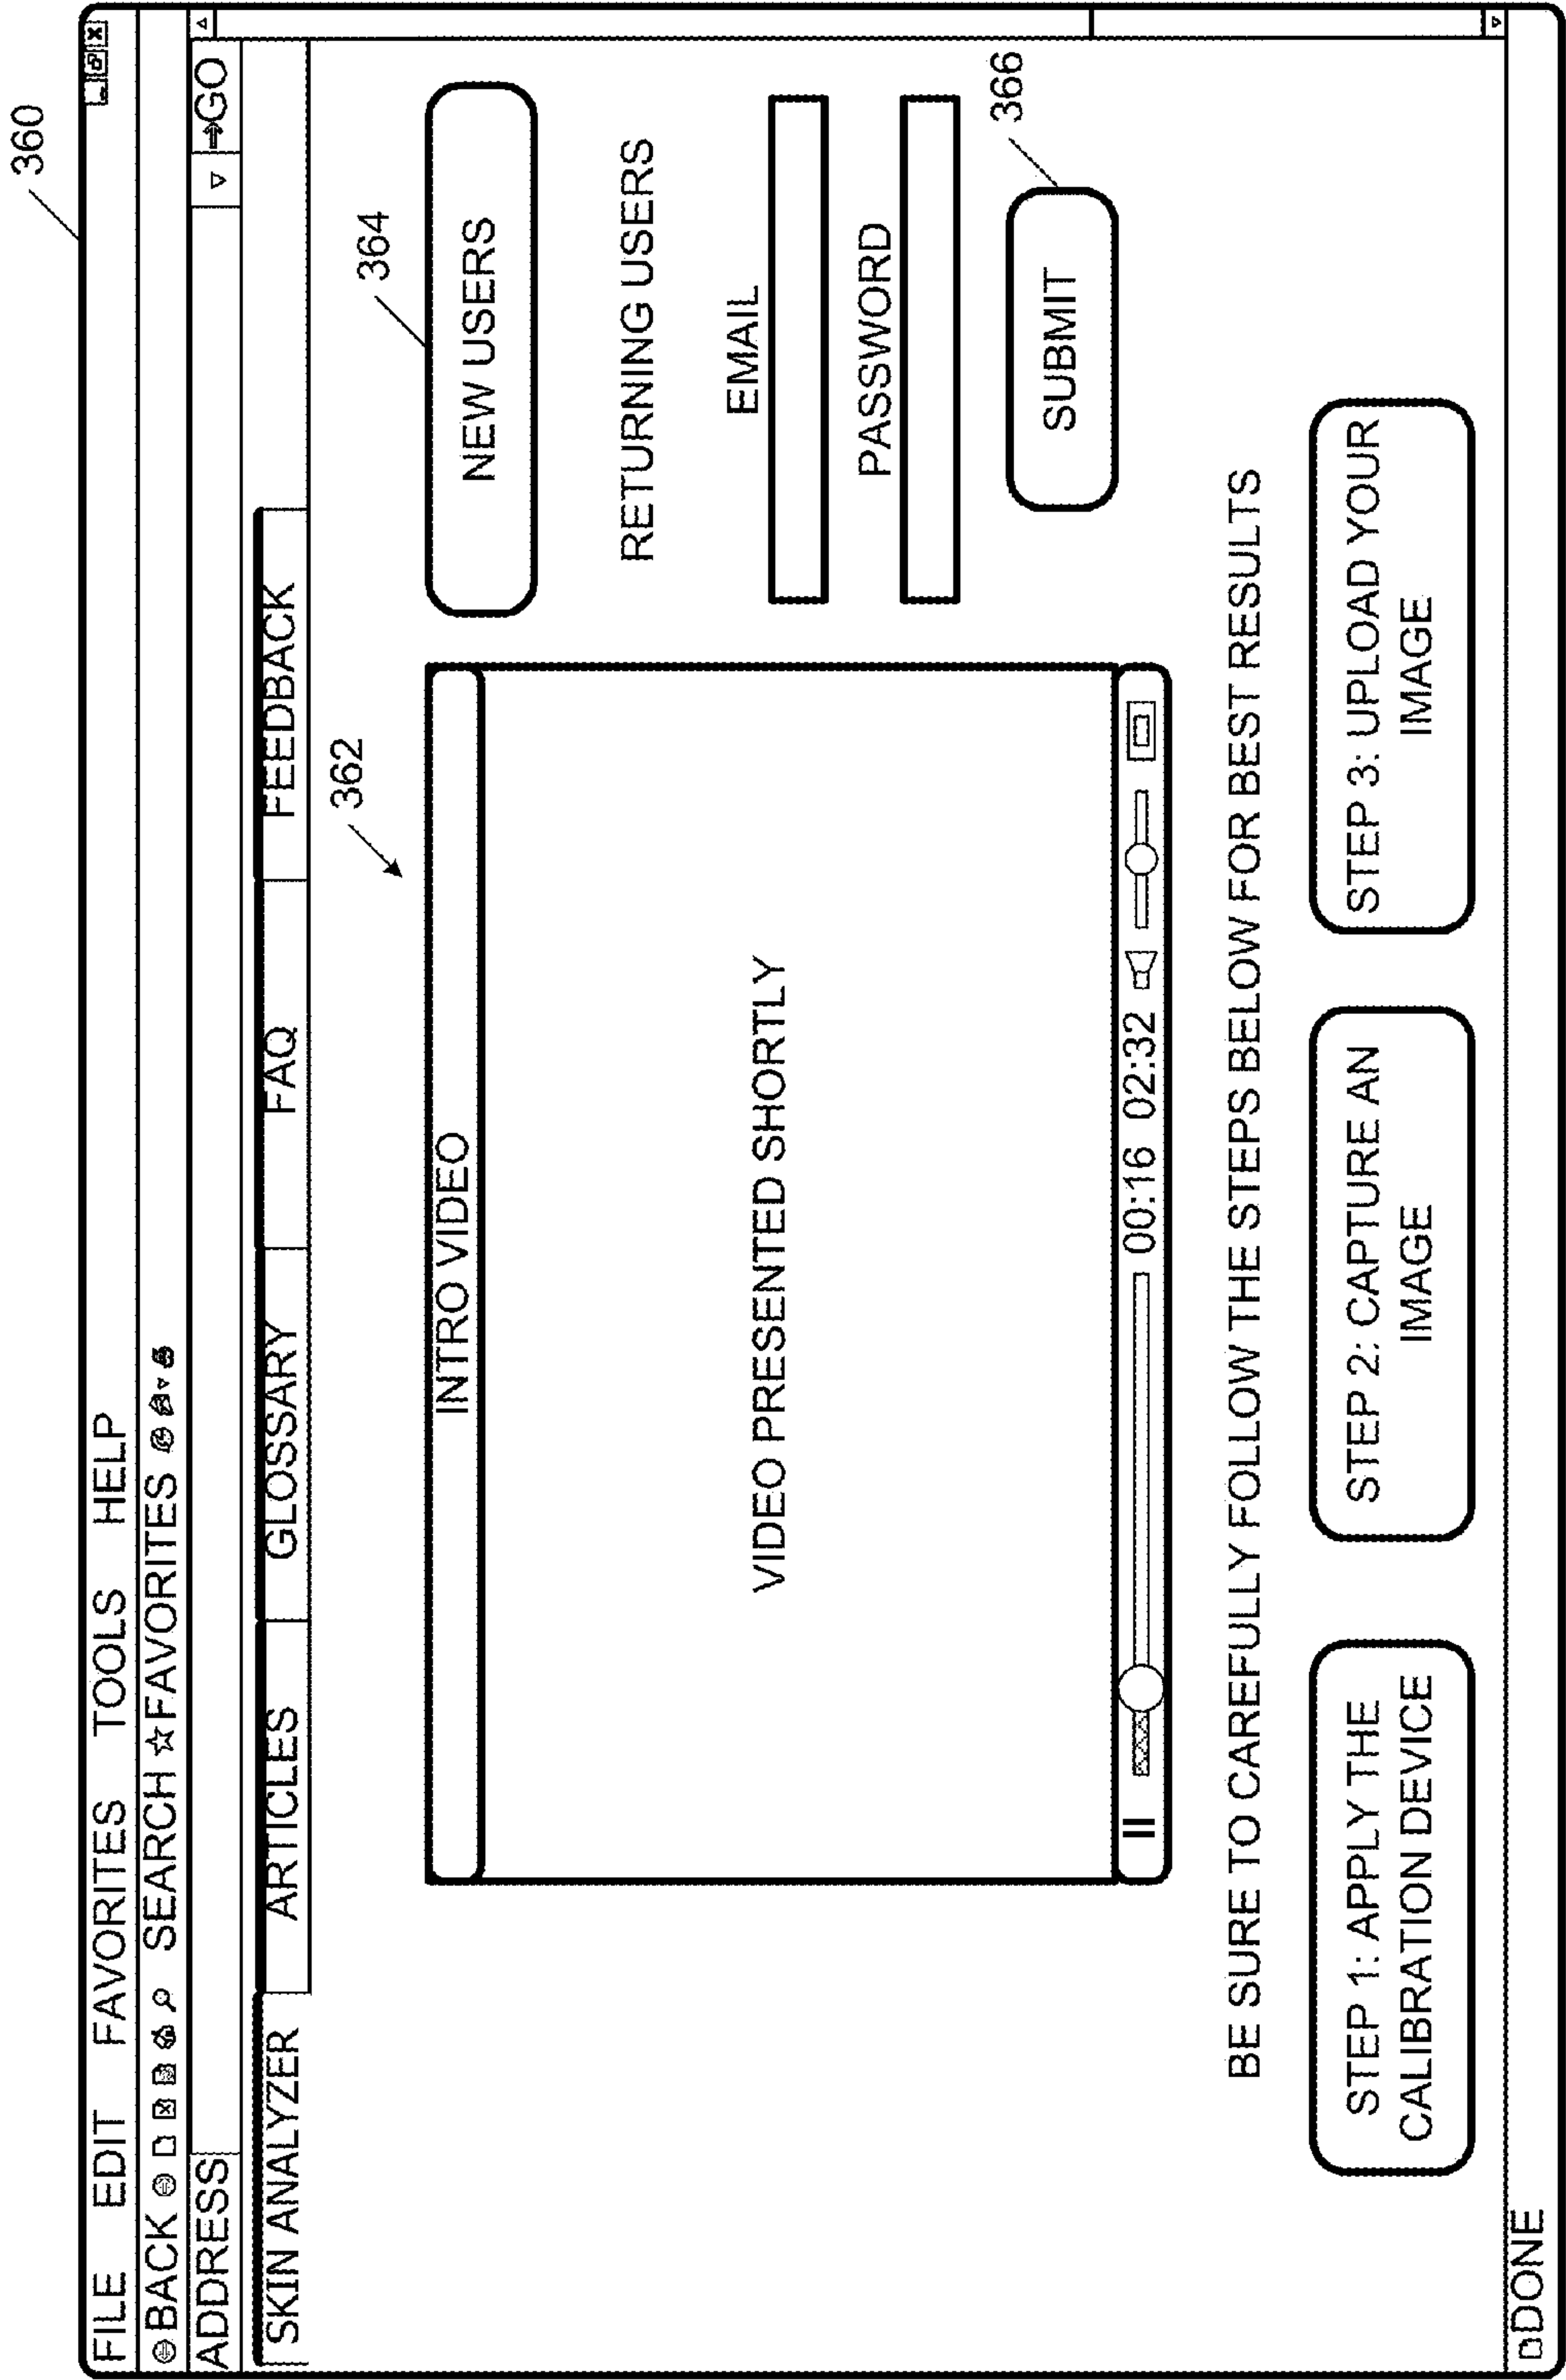 360
FILE EDIT FAVORITES TOOLS HELP
BACK SEARCH FAVORITES
ADDRESS GO
SKIN ANALYZER ARTICLES GLOSSARY FAQ FEEDBACK
362
364
INTRO VIDEO
NEW USERS
RETURNING USERS
EMAIL
VIDEO PRESENTED SHORTLY
PASSWORD
366
SUBMIT
00:16 02:32
BE SURE TO CAREFULLY FOLLOW THE STEPS BELOW FOR BEST RESULTS
STEP 1: APPLY THE
CALIBRATION DEVICE
STEP 2: CAPTURE AN
IMAGE
STEP 3: UPLOAD YOUR
IMAGE
DONE